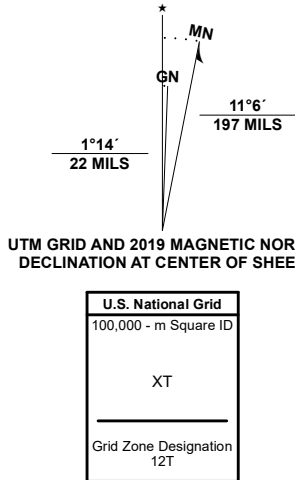 ★
MN
GN
11°6´
197 MILS
1°14´
22 MILS
UTM GRID AND 2019 MAGNETIC NOR
DECLINATION AT CENTER OF SHEE
U.S. National Grid
100,000 - m Square ID
XT
Grid Zone Designation
12T